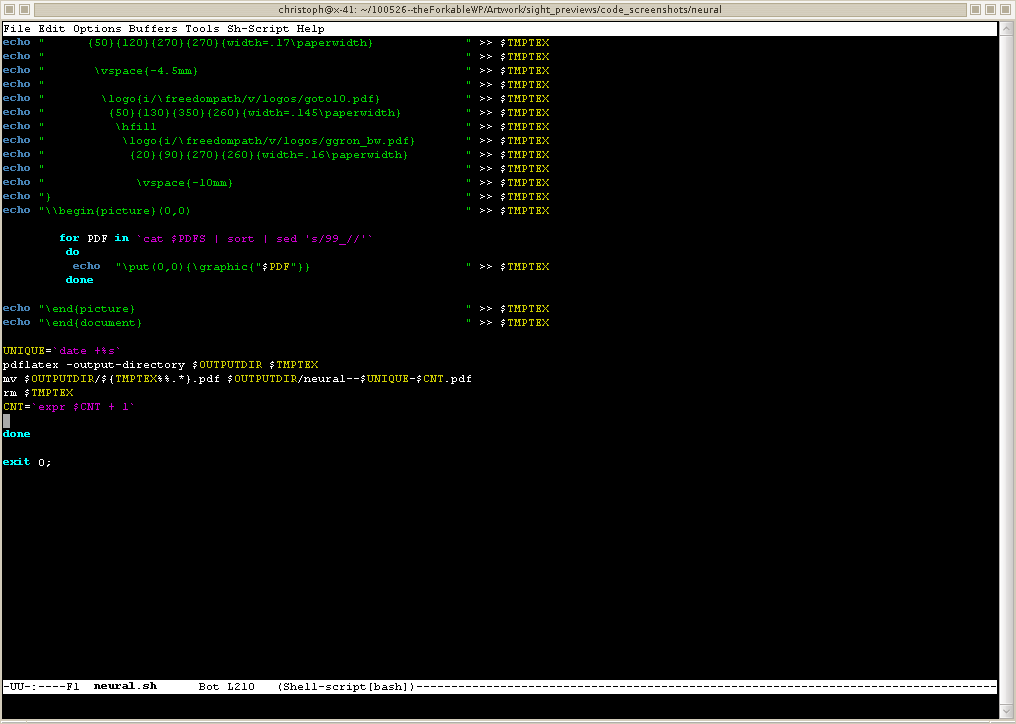 christoph@x-41: ~/100526--theForkableWP/Artwork/sight_previews/code_screenshots/neural
File Edit Options Buffers Tools Sh-Script Help
echo "      {50}{120}{270}{270}{width=.17\paperwidth}             " >> $TMPTEX
echo "                                                            " >> $TMPTEX
echo "       \vspace{-4.5mm}                                      " >> $TMPTEX
echo "                                                            " >> $TMPTEX
echo "        \logo{i/\freedompath/v/logos/goto10.pdf}            " >> $TMPTEX
echo "         {50}{130}{350}{260}{width=.145\paperwidth}         " >> $TMPTEX
echo "          \hfill                                            " >> $TMPTEX
echo "           \logo{i/\freedompath/v/logos/ggron_bw.pdf}       " >> $TMPTEX
echo "            {20}{90}{270}{260}{width=.16\paperwidth}        " >> $TMPTEX
echo "                                                            " >> $TMPTEX
echo "             \vspace{-10mm}                                 " >> $TMPTEX
echo "}                                                           " >> $TMPTEX
echo "\\begin{picture}(0,0)                                       " >> $TMPTEX
        for PDF in `cat $PDFS | sort | sed 's/99_//'`
         do
          echo  "\put(0,0){\graphic{"$PDF"}}                      " >> $TMPTEX
         done
echo "\end{picture}                                               " >> $TMPTEX
echo "\end{document}                                              " >> $TMPTEX
UNIQUE=`date +%s`
pdflatex -output-directory $OUTPUTDIR $TMPTEX
mv $OUTPUTDIR/${TMPTEX%%.*}.pdf $OUTPUTDIR/neural--$UNIQUE-$CNT.pdf
rm $TMPTEX
CNT=`expr $CNT + 1`
done
exit 0;
-UU-:----F1  neural.sh      Bot L210   (Shell-script[bash])-----------------------------------------------------------------------------------